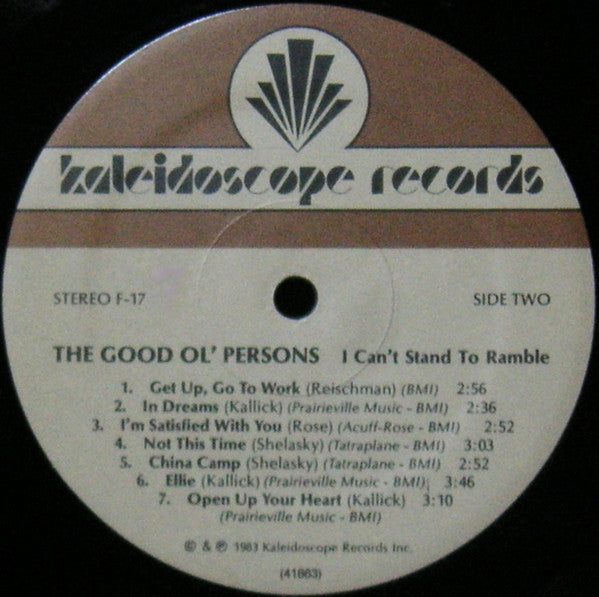 kaleidoscope records
STEREO F-17
SIDE TWO
THE GOOD OL' PERSONS I Can't Stand To Ramble
1. Get Up, Go To Work (Reischman) (BMI) 2:56
2. In Dreams (Kallick) (Prairieville Music - BMI) 2:36
3. I'm Satisfied With You (Rose) (Acuff-Rose - BMI) 2:52
4. Not This Time (Shelasky) (Tatraplane - BMI) 3:03
5. China Camp (Shelasky) (Tatraplane - BMI) 2:52
6. Ellie (Kallick) (Prairieville Music - BMI) 3:46
7. Open Up Your Heart (Kallick) 3:10
(Prairieville Music - BMI)
© & ℗ 1983 Kaleidoscope Records Inc.
(41883)